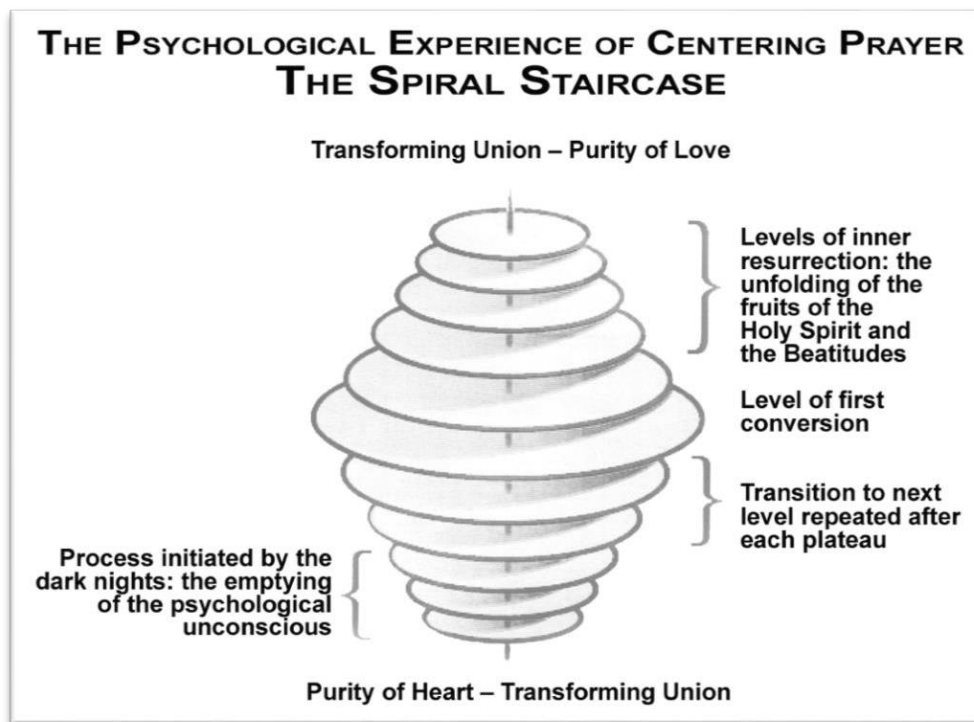 THE PSYCHOLOGICAL EXPERIENCE OF CENTERING PRAYER
THE SPIRAL STAIRCASE
Transforming Union – Purity of Love
Levels of inner
resurrection: the
unfolding of the
fruits of the
Holy Spirit and
the Beatitudes
Level of first
conversion
Transition to next
level repeated after
each plateau
Process initiated by the
dark nights: the emptying
of the psychological
unconscious
Purity of Heart – Transforming Union